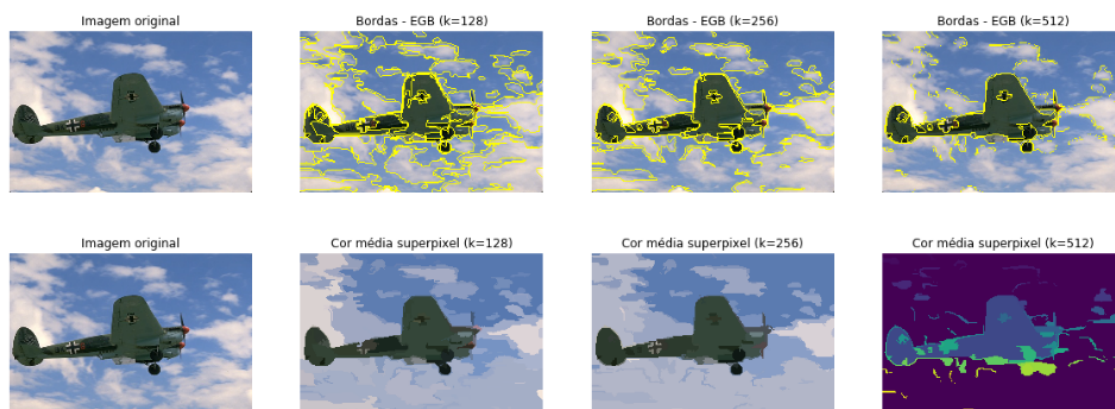 Imagem original
Bordas - EGB (k=128)
Bordas - EGB (k=256)
Bordas - EGB (k=512)
Imagem original
Cor média superpixel (k=128)
Cor média superpixel (k=256)
Cor média superpixel (k=512)